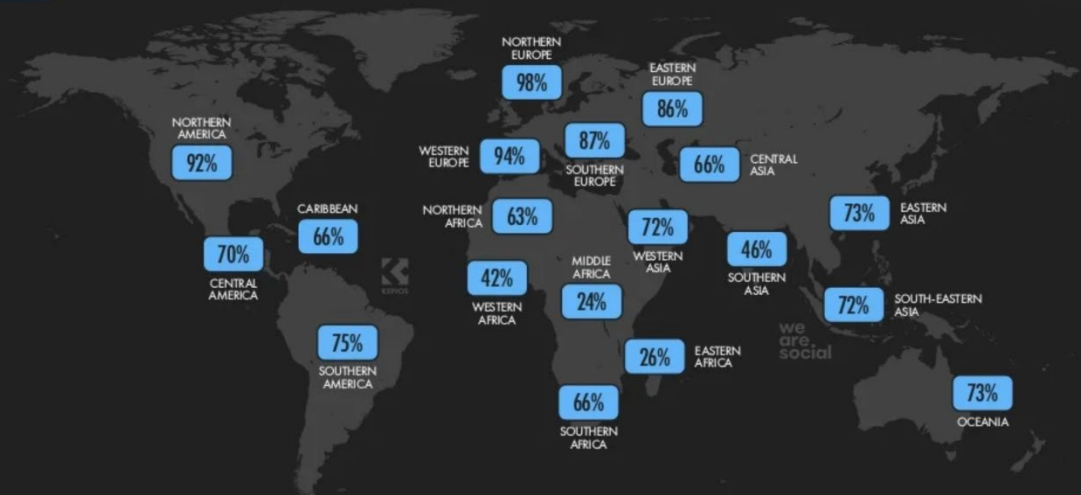 NORTHERN
EUROPE
98%
EASTERN
EUROPE
86%
NORTHERN
AMERICA
92%
WESTERN
EUROPE
94%
87%
SOUTHERN
EUROPE
66%
CENTRAL
ASIA
CARIBBEAN
66%
NORTHERN
AFRICA
63%
72%
WESTERN
ASIA
73%
EASTERN
ASIA
70%
CENTRAL
AMERICA
42%
WESTERN
AFRICA
MIDDLE
AFRICA
24%
46%
SOUTHERN
ASIA
72%
SOUTH-EASTERN
ASIA
KEPIOS
we
are
social
75%
SOUTHERN
AMERICA
26%
EASTERN
AFRICA
66%
SOUTHERN
AFRICA
73%
OCEANIA